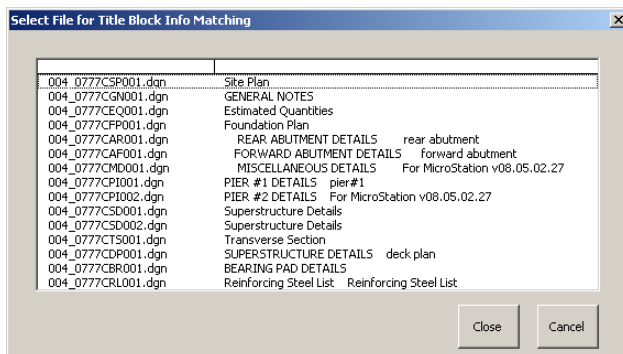 Select File for Title Block Info Matching
004_0777CSP001.dgn Site Plan
004_0777CGN001.dgn GENERAL NOTES
004_0777CEQ001.dgn Estimated Quantities
004_0777CFP001.dgn Foundation Plan
004_0777CAR001.dgn REAR ABUTMENT DETAILS rear abutment
004_0777CAF001.dgn FORWARD ABUTMENT DETAILS forward abutment
004_0777CMD001.dgn MISCELLANEOUS DETAILS For MicroStation v08.05.02.27
004_0777CPI001.dgn PIER #1 DETAILS pier#1
004_0777CPI002.dgn PIER #2 DETAILS For MicroStation v08.05.02.27
004_0777CSD001.dgn Superstructure Details
004_0777CSD002.dgn Superstructure Details
004_0777CTS001.dgn Transverse Section
004_0777CDP001.dgn SUPERSTRUCTURE DETAILS deck plan
004_0777CBR001.dgn BEARING PAD DETAILS
004_0777CRL001.dgn Reinforcing Steel List Reinforcing Steel List
Close Cancel